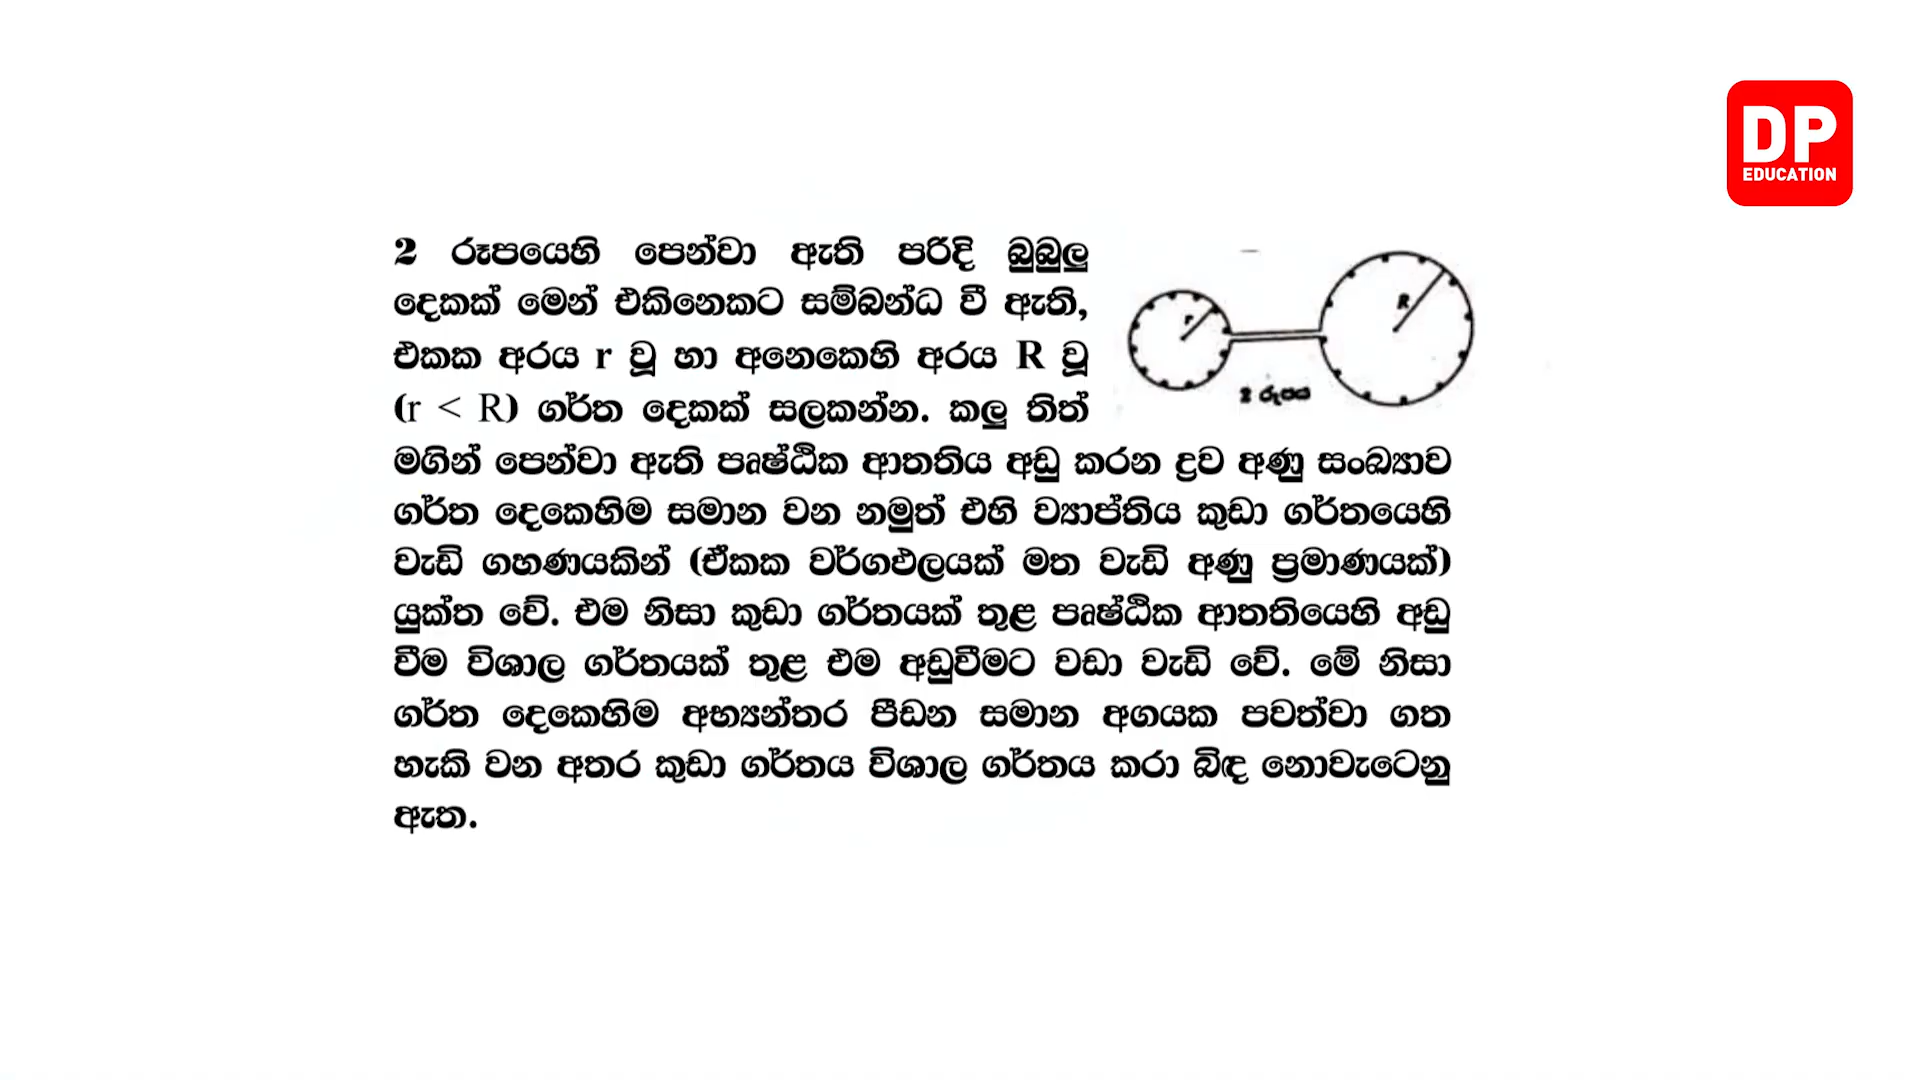 DP
EDUCATION
2 රූපයෙහි පෙන්වා ඇති පරිදි බුබුලු
දෙකක් මෙන් එකිනෙකට සම්බන්ධ වී ඇති,
එකක අරය r වූ හා අනෙකෙහි අරය R වූ
(r < R) ගර්ත දෙකක් සලකන්න. කලු තිත්
මගින් පෙන්වා ඇති පෘෂ්ඨික ආතතිය අඩු කරන ද්‍රව අණු සංඛ්‍යාව
ගර්ත දෙකෙහිම සමාන වන නමුත් එහි ව්‍යාප්තිය කුඩා ගර්තයෙහි
වැඩි ගහණයකින් (ඒකක වර්ගඵලයක් මත වැඩි අණු ප්‍රමාණයක්)
යුක්ත වේ. එම නිසා කුඩා ගර්තයක් තුළ පෘෂ්ඨික ආතතියෙහි අඩු
වීම විශාල ගර්තයක් තුළ එම අඩුවීමට වඩා වැඩි වේ. මේ නිසා
ගර්ත දෙකෙහිම අභ්‍යන්තර පීඩන සමාන අගයක පවත්වා ගත
හැකි වන අතර කුඩා ගර්තය විශාල ගර්තය කරා බිඳ නොවැටෙනු
ඇත.
r
R
2 රූපය